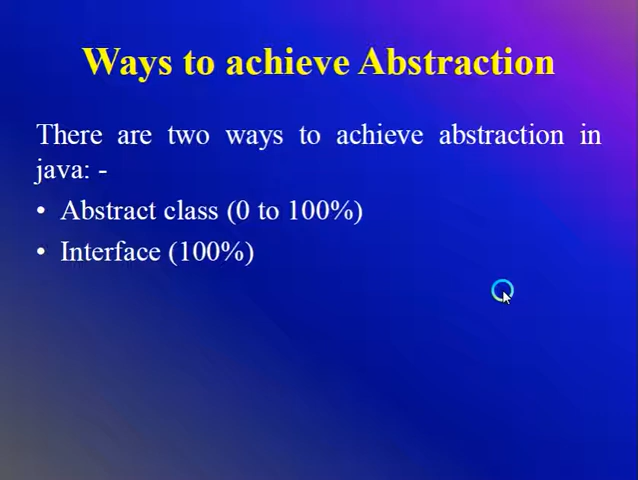 Ways to achieve Abstraction
There are two ways to achieve abstraction in
java: -
• Abstract class (0 to 100%)
• Interface (100%)